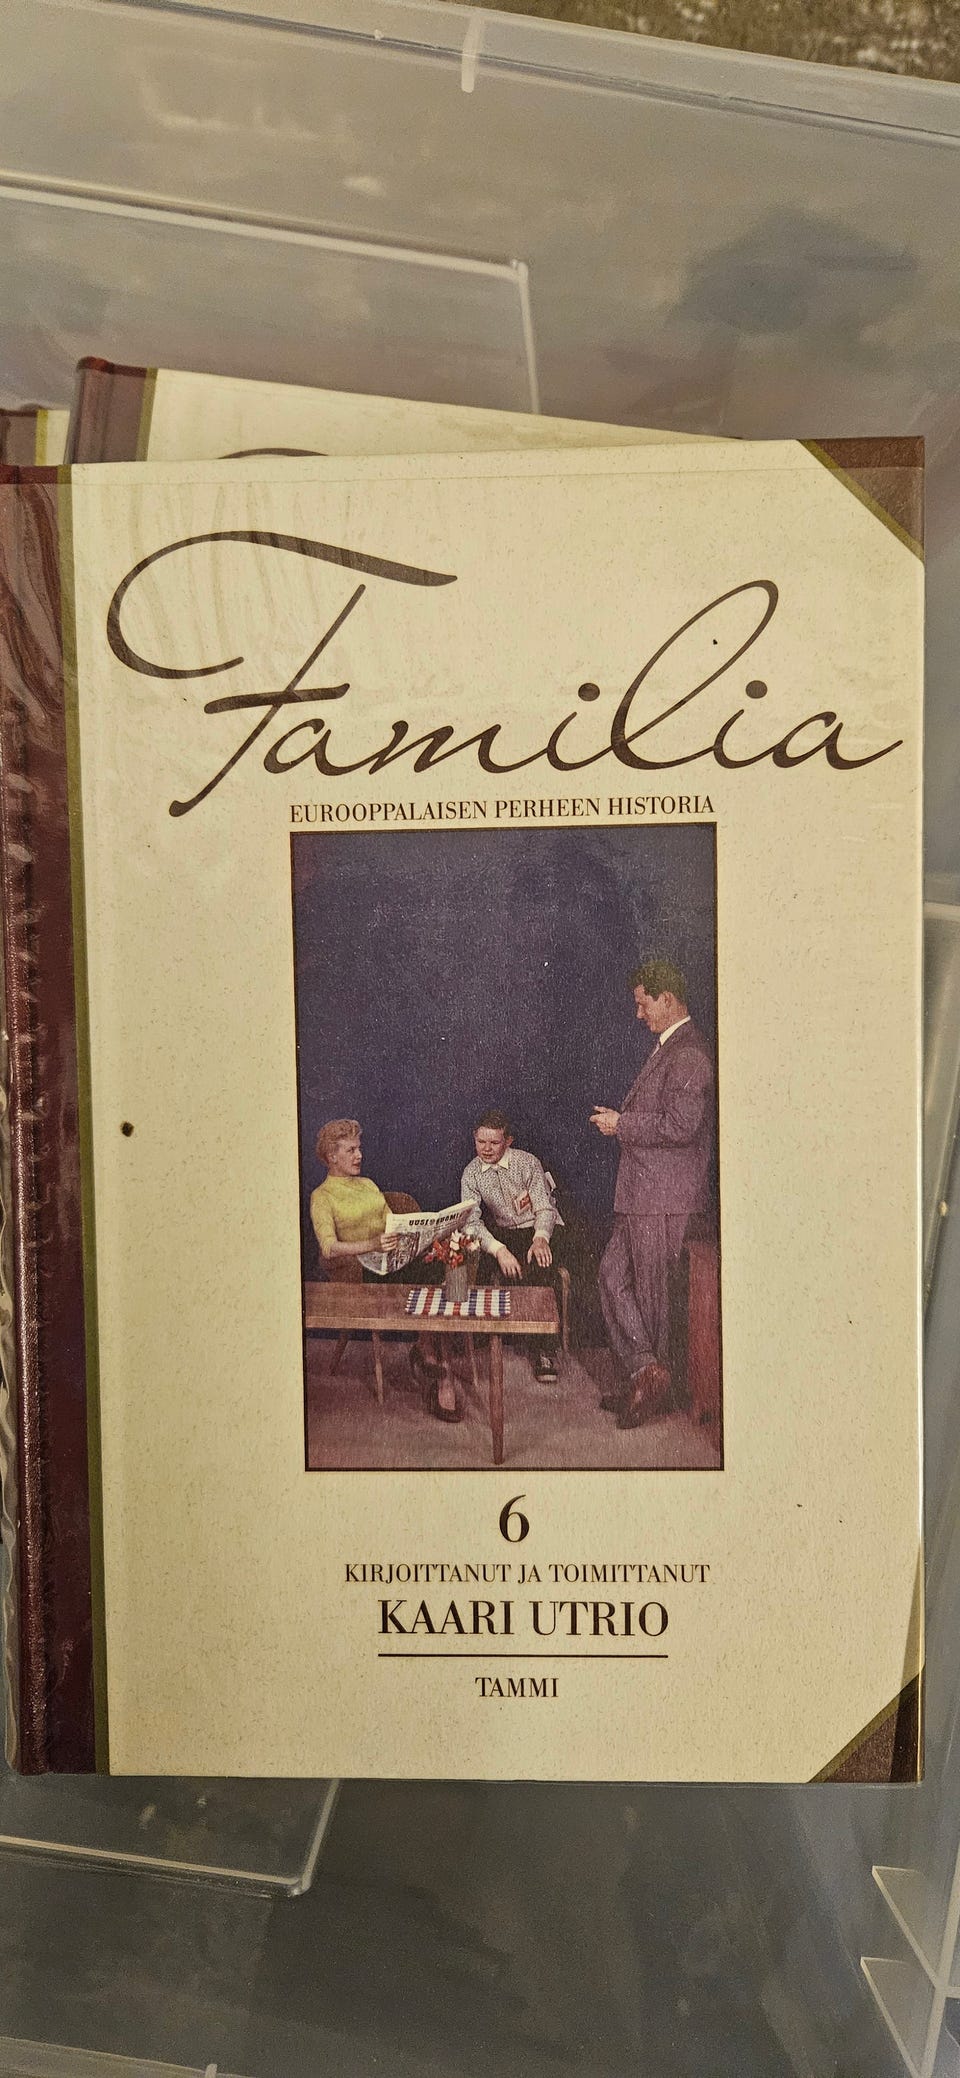 Familia
EUROOPPALAISEN PERHEEN HISTORIA
UUSI SUOMI
6
KIRJOITTANUT JA TOIMITTANUT
KAARI UTRIO
TAMMI